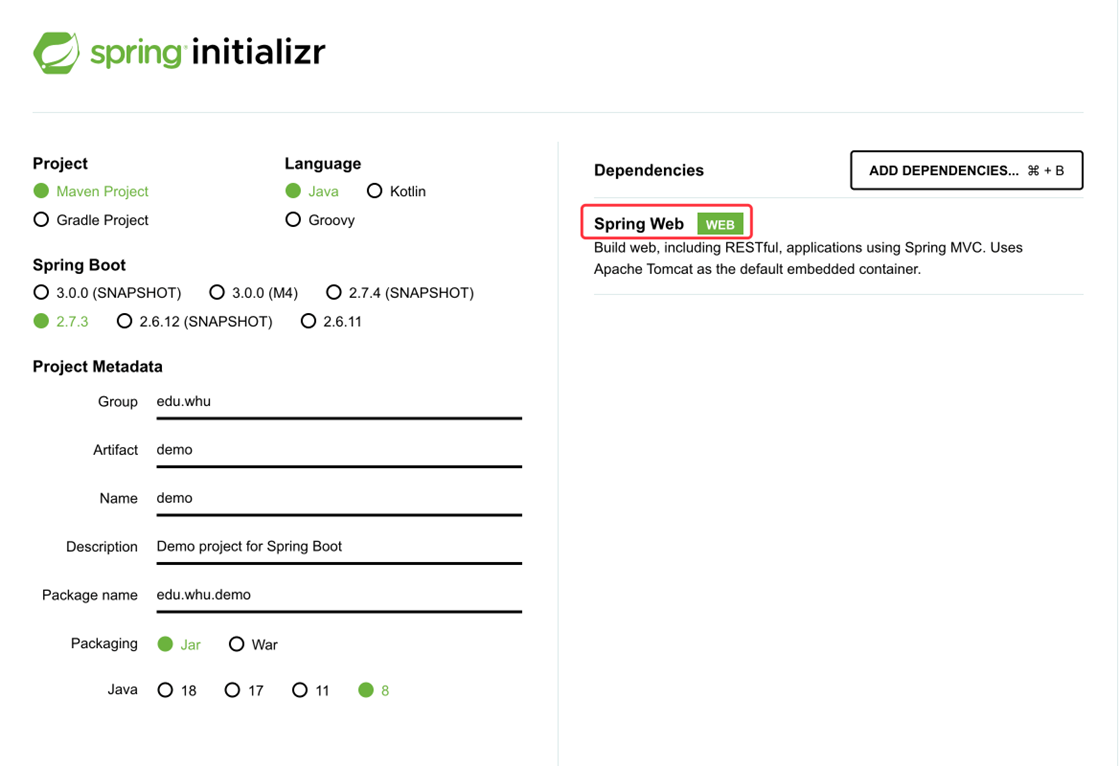 spring initializr
Project
Language
Maven Project
Java
Kotlin
Gradle Project
Groovy
Spring Boot
3.0.0 (SNAPSHOT)
3.0.0 (M4)
2.7.4 (SNAPSHOT)
2.7.3
2.6.12 (SNAPSHOT)
2.6.11
Project Metadata
Group edu.whu
Artifact demo
Name demo
Description Demo project for Spring Boot
Package name edu.whu.demo
Packaging Jar War
Java 18 17 11 8
Dependencies
ADD DEPENDENCIES... ⌘ + B
Spring Web WEB
Build web, including RESTful, applications using Spring MVC. Uses
Apache Tomcat as the default embedded container.